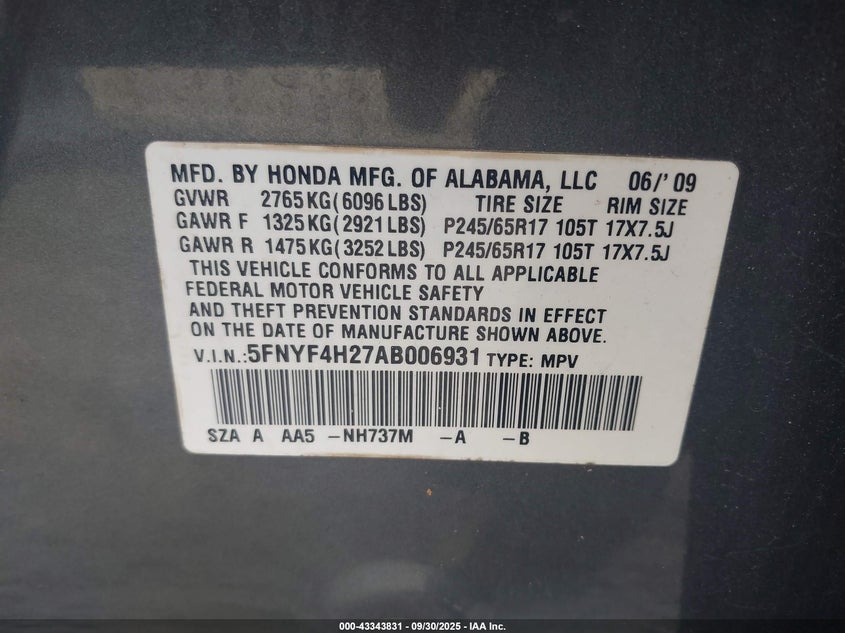 MFD. BY HONDA MFG. OF ALABAMA, LLC 06/'09
GVWR 2765KG(6096LBS) TIRE SIZE RIM SIZE
GAWR F 1325KG(2921LBS) P245/65R17 105T 17X7.5J
GAWR R 1475KG(3252LBS) P245/65R17 105T 17X7.5J
THIS VEHICLE CONFORMS TO ALL APPLICABLE
FEDERAL MOTOR VEHICLE SAFETY
AND THEFT PREVENTION STANDARDS IN EFFECT
ON THE DATE OF MANUFACTURE SHOWN ABOVE.
V.I.N.:5FNYF4H27AB006931 TYPE: MPV
SZA A AA5 -NH737M -A -B
000-43343831 - 09/30/2025 - IAA Inc.